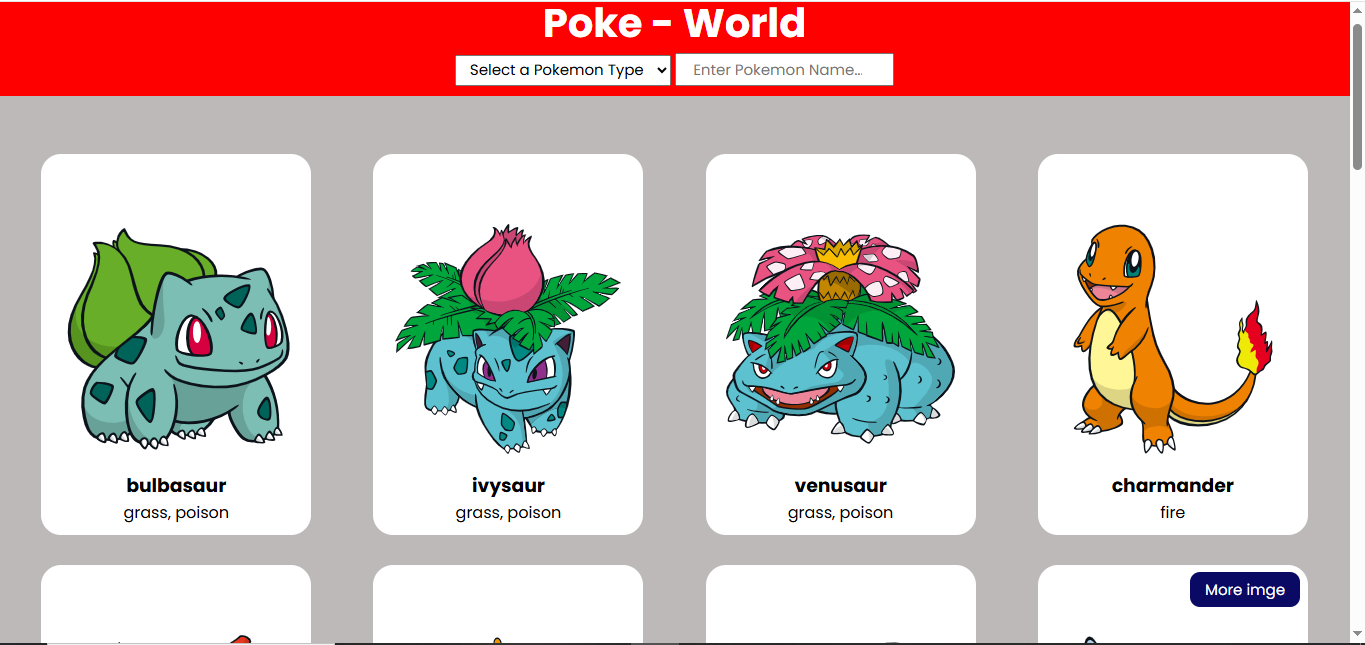 Poke - World
Select a Pokemon Type Enter Pokemon Name...
bulbasaur ivysaur venusaur charmander
grass, poison grass, poison grass, poison fire
More imge